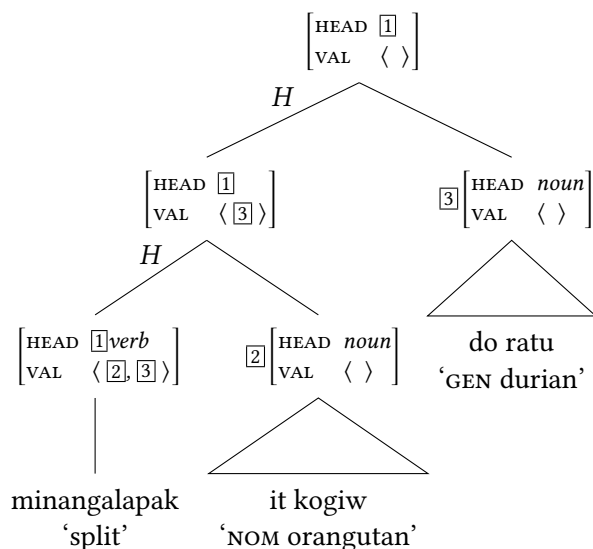 HEAD 1
VAL ⟨ ⟩
H
HEAD 1
VAL ⟨ 3 ⟩
3 HEAD noun
VAL ⟨ ⟩
H
HEAD 1 verb
VAL ⟨ 2, 3 ⟩
2 HEAD noun
VAL ⟨ ⟩
do ratu
‘GEN durian’
minangalapak
‘split’
it kogiw
‘NOM orangutan’